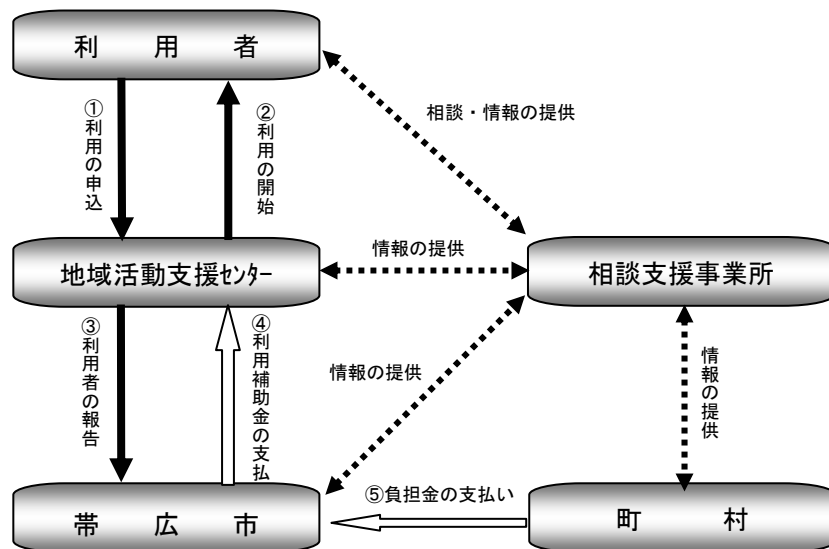 利用者
①利用の申込
②利用の開始
相談・情報の提供
地域活動支援ｾﾝﾀｰ
情報の提供
相談支援事業所
③利用者の報告
④利用補助金の支払
情報の提供
情報の提供
帯広市
⑤負担金の支払い
町村